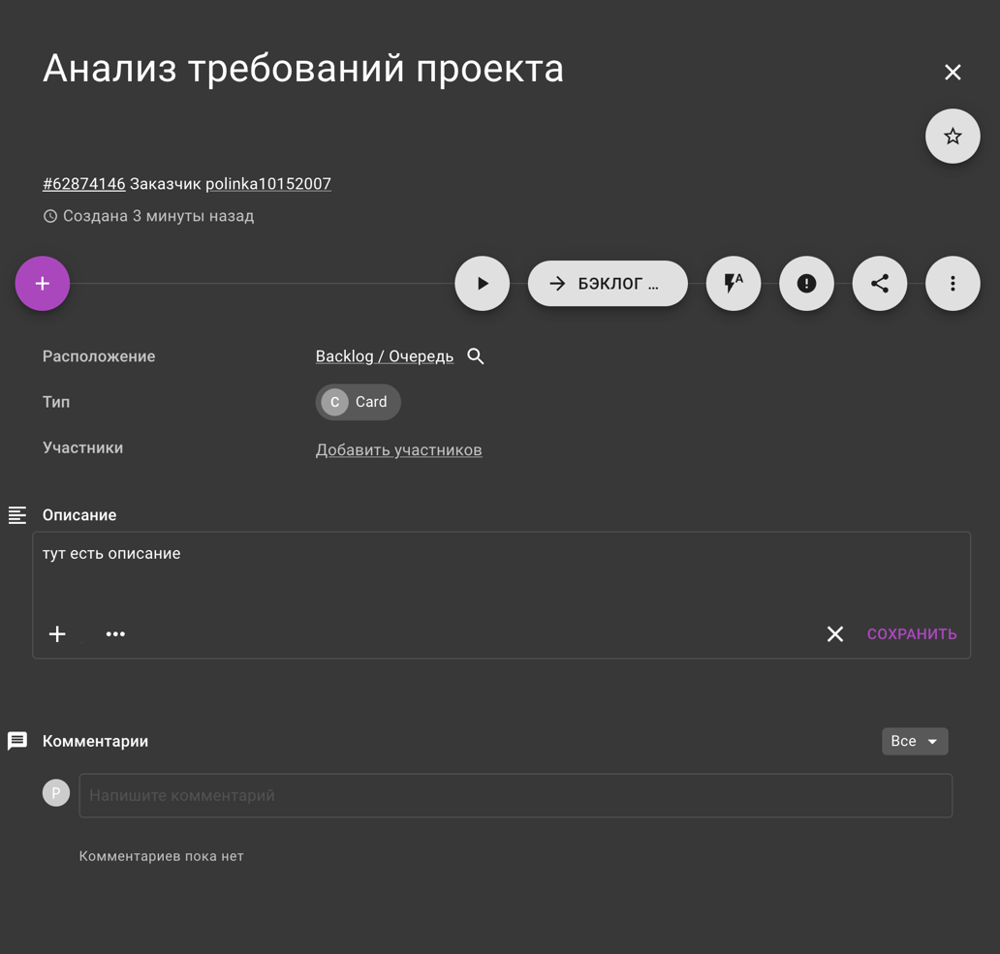 Анализ требований проекта
#62874146 Заказчик polinka10152007
Создана 3 минуты назад
БЭКЛОГ ...
A
Расположение
Backlog / Очередь
Тип
C Card
Участники
Добавить участников
Описание
тут есть описание
СОХРАНИТЬ
Комментарии
Все
P
Напишите комментарий
Комментариев пока нет